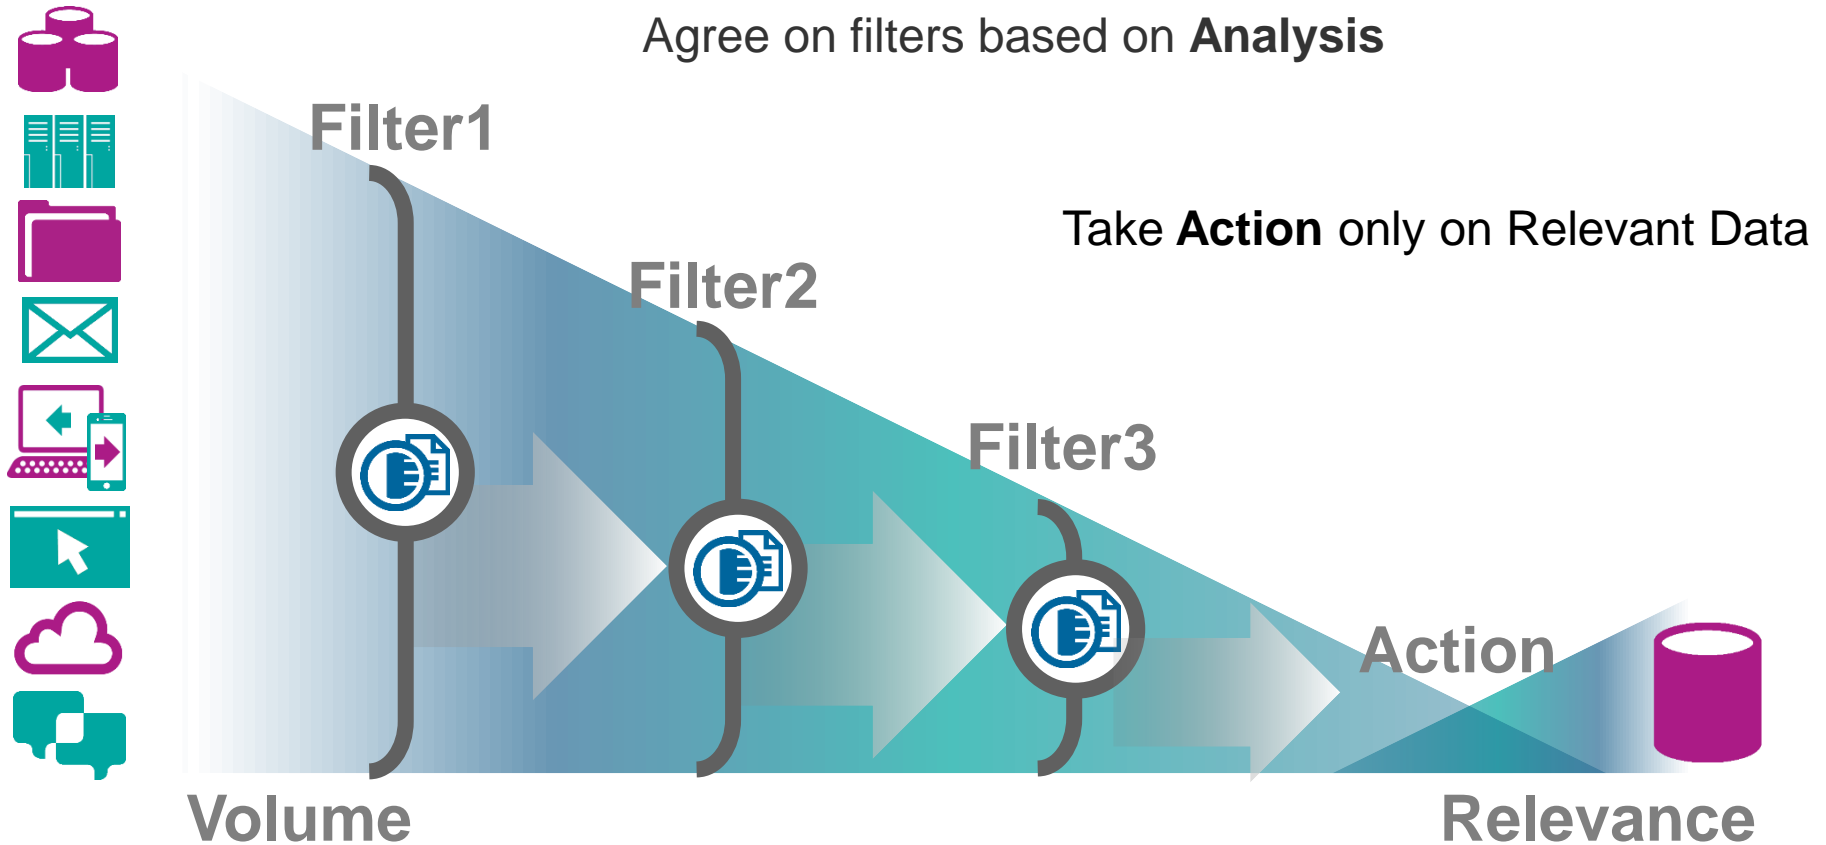 Agree on filters based on Analysis
Filter1
Take Action only on Relevant Data
Filter2
Filter3
Action
Volume
Relevance